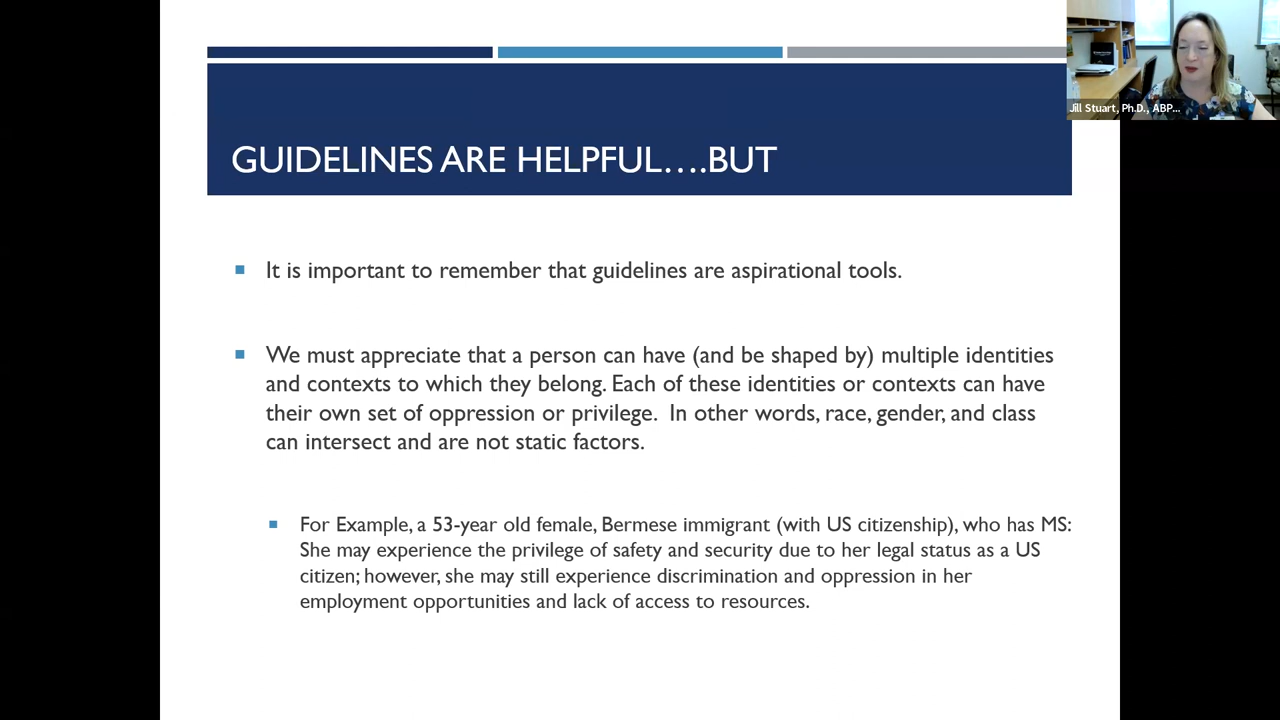 GUIDELINES ARE HELPFUL....BUT
Jill Stuart, Ph.D., ABP...
It is important to remember that guidelines are aspirational tools.
We must appreciate that a person can have (and be shaped by) multiple identities
and contexts to which they belong. Each of these identities or contexts can have
their own set of oppression or privilege.  In other words, race, gender, and class
can intersect and are not static factors.
For Example, a 53-year old female, Bermese immigrant (with US citizenship), who has MS:
She may experience the privilege of safety and security due to her legal status as a US
citizen; however, she may still experience discrimination and oppression in her
employment opportunities and lack of access to resources.